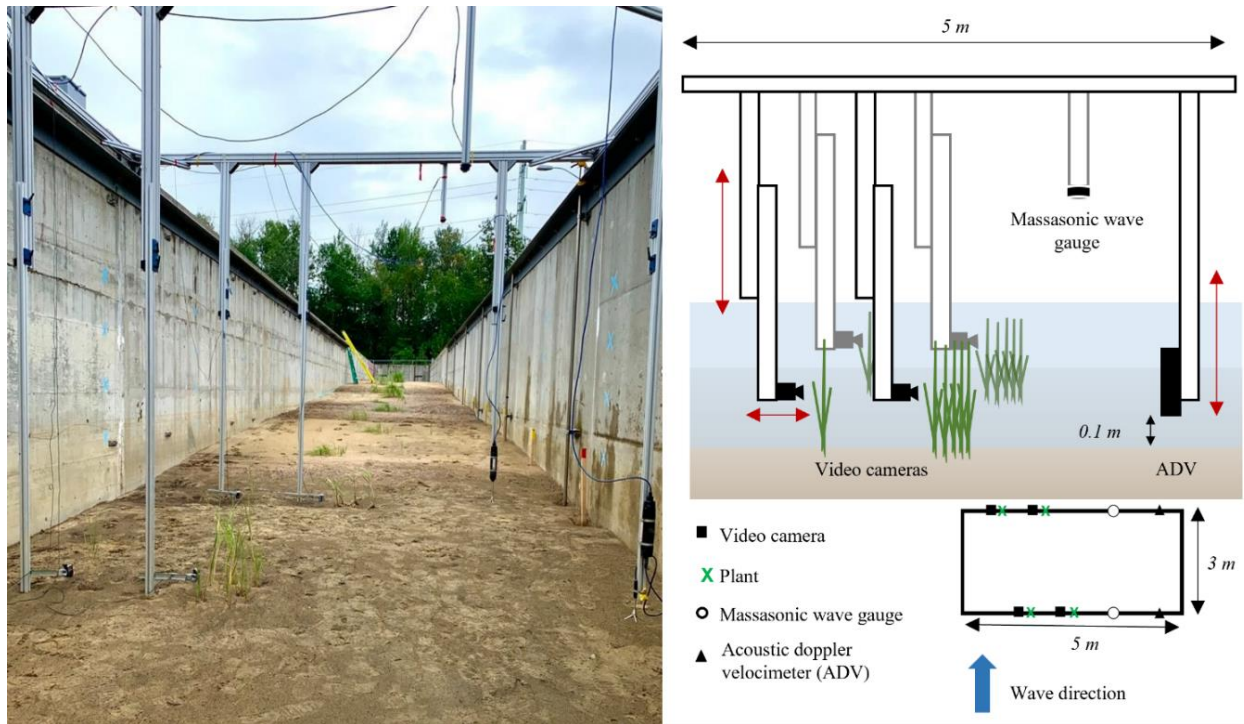 5 m
Massasonic wave
gauge
0.1 m
Video cameras
ADV
Video camera
X Plant
Massasonic wave gauge
Acoustic doppler
velocimeter (ADV)
3 m
5 m
Wave direction